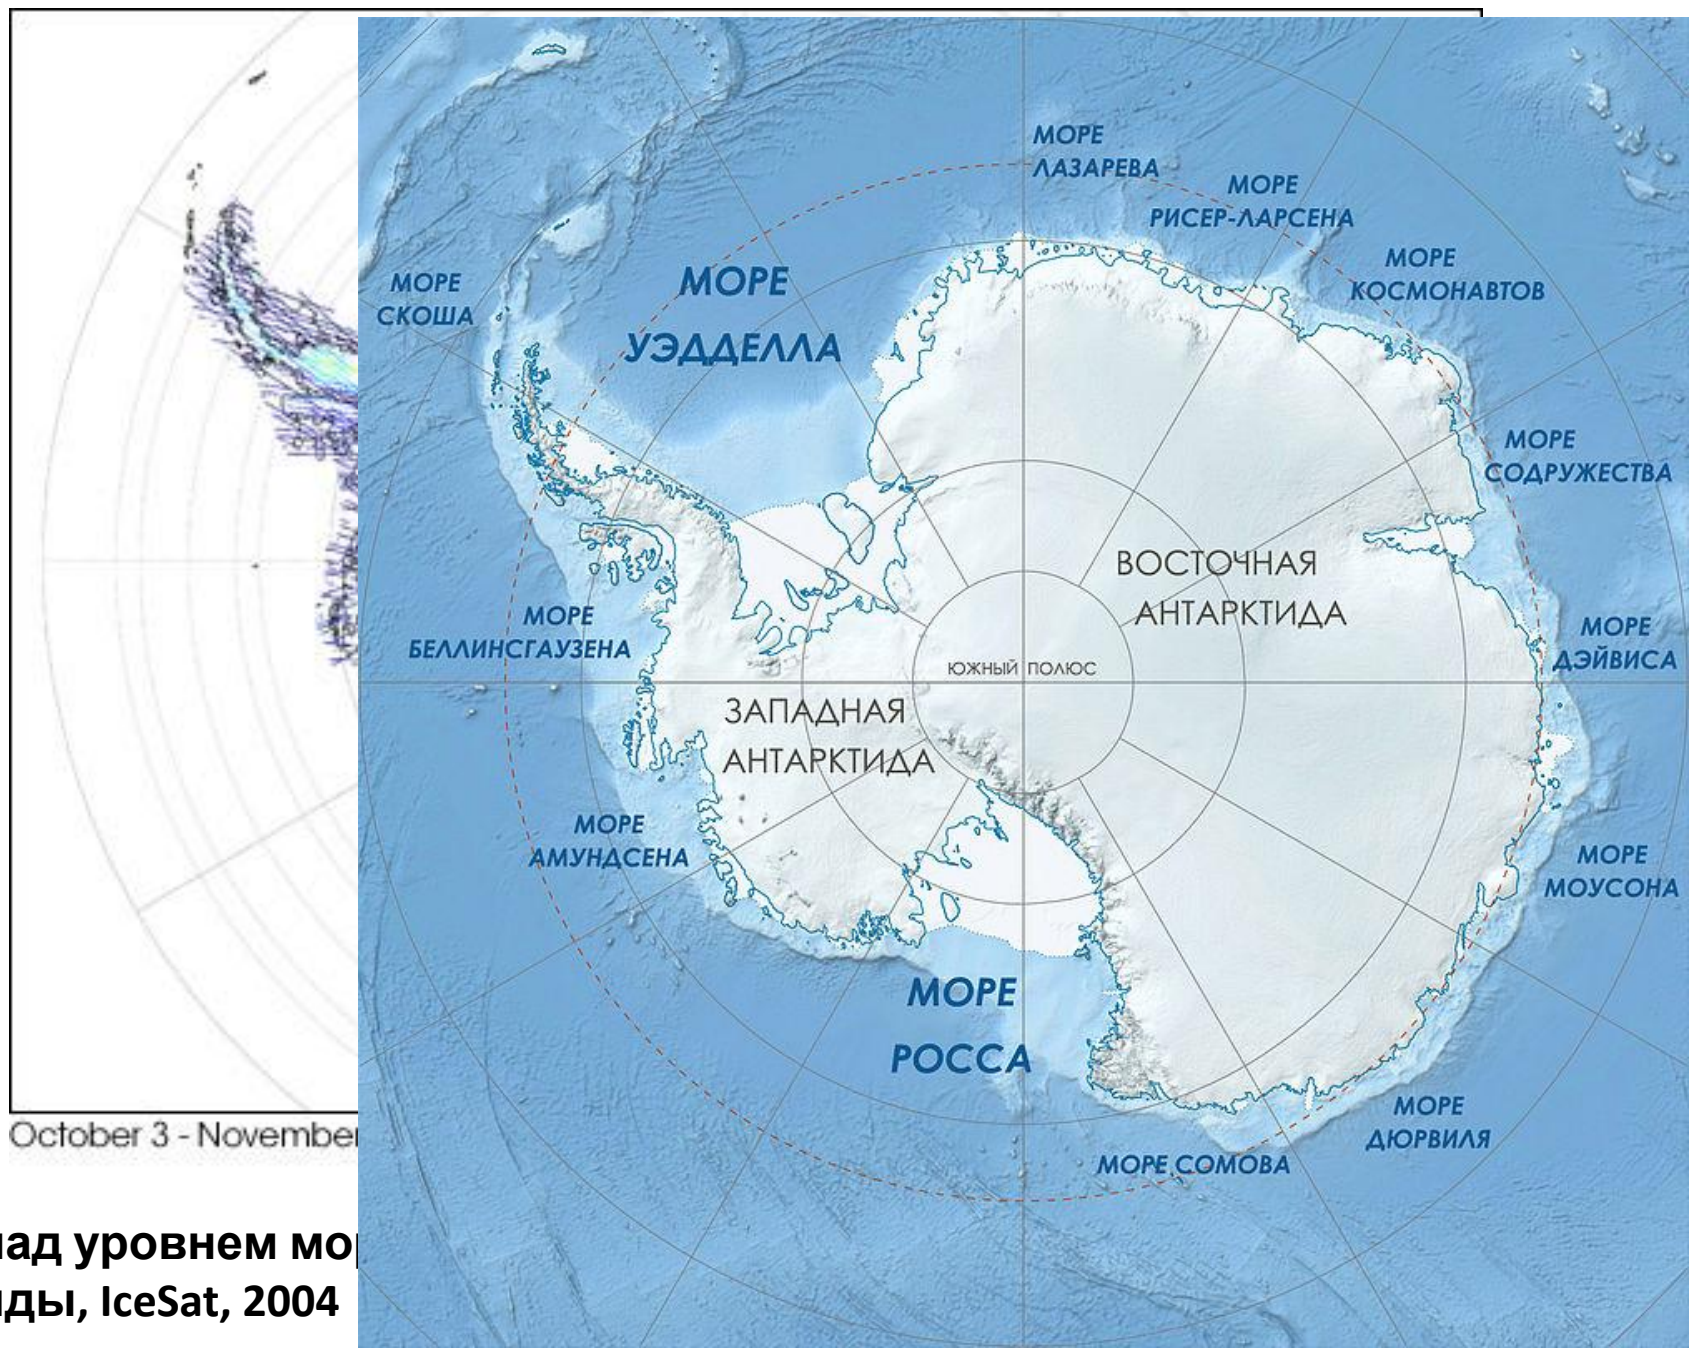 МОРЕ
ЛАЗАРЕВА
МОРЕ
РИСЕР-ЛАРСЕНА
МОРЕ
КОСМОНАВТОВ
МОРЕ
СКОША
МОРЕ
УЭДДЕЛЛА
МОРЕ
СОДРУЖЕСТВА
ВОСТОЧНАЯ
АНТАРКТИДА
МОРЕ
БЕЛЛИНСГАУЗЕНА
МОРЕ
ДЭЙВИСА
ЮЖНЫЙ ПОЛЮС
ЗАПАДНАЯ
АНТАРКТИДА
МОРЕ
АМУНДСЕНА
МОРЕ
МОУСОНА
МОРЕ
РОССА
МОРЕ
ДЮРВИЛЯ
МОРЕ СОМОВА
October 3 - November
над уровнем мор
ды, IceSat, 2004